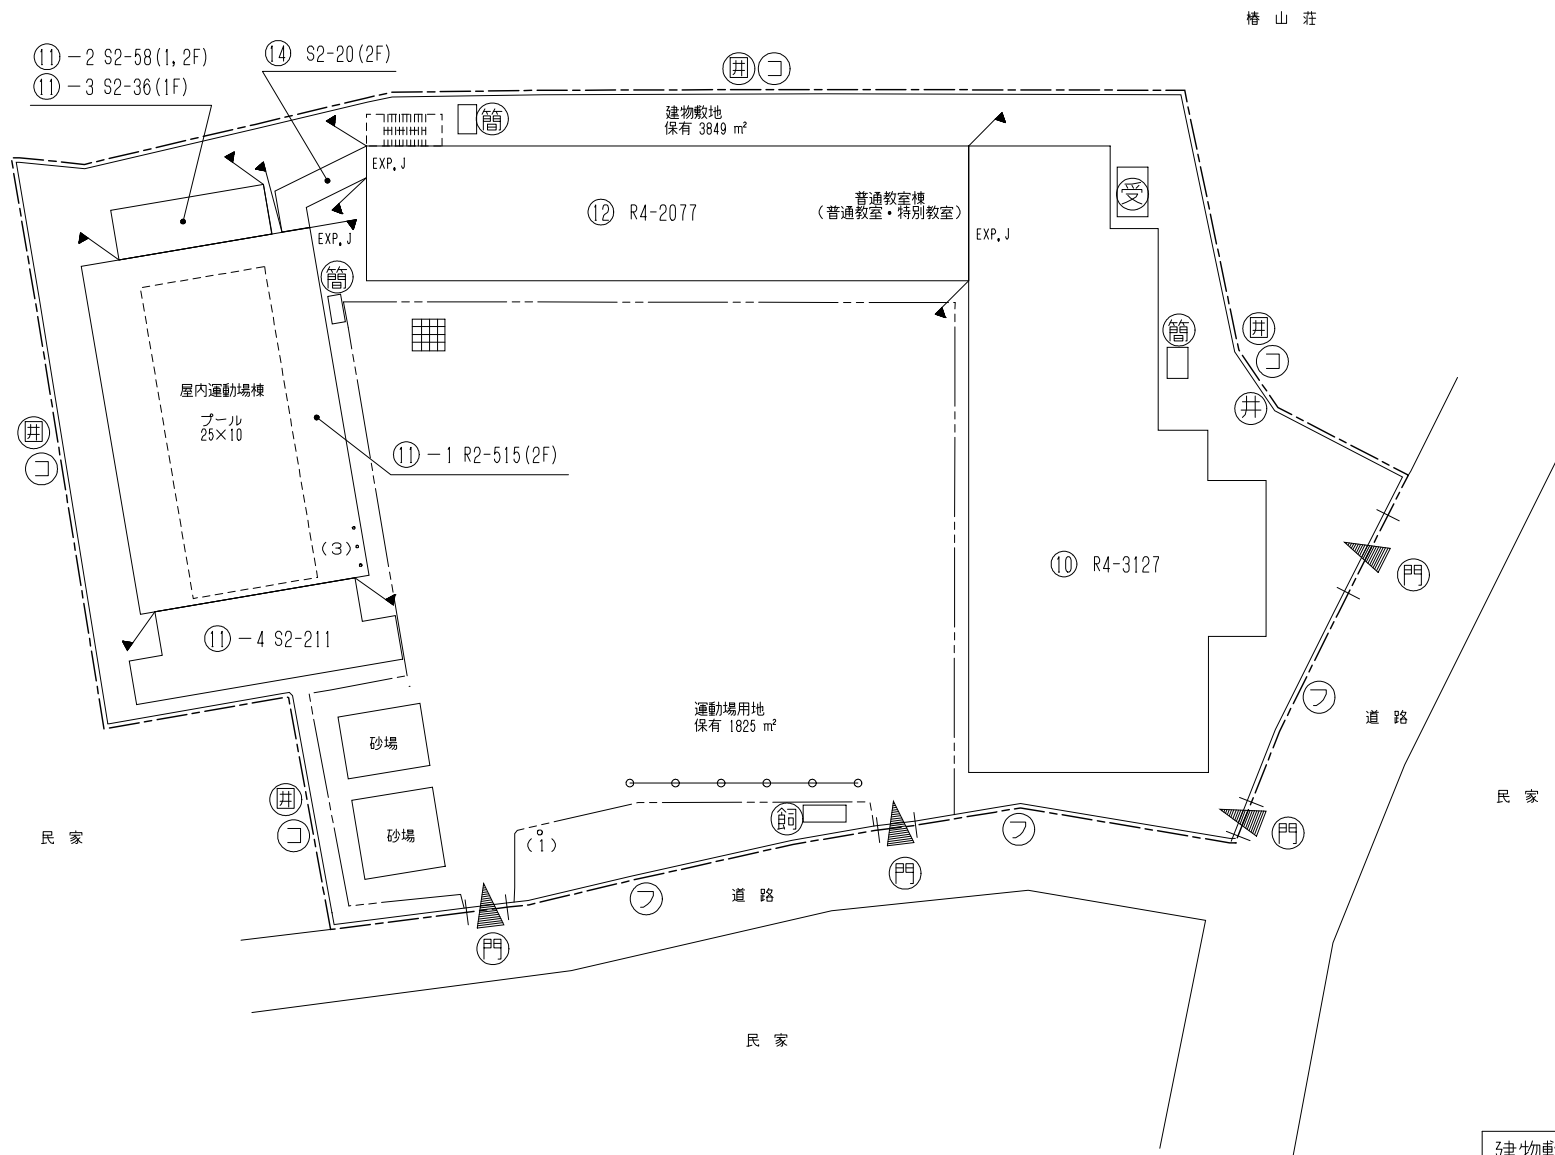 椿 山 荘
⑪-2 S2-58(1,2F)
⑪-3 S2-36(1F)
⑭ S2-20(2F)
囲 コ
簡
建物敷地
保有 3849 ㎡
EXP.J
受
⑫ R4-2077
普通教室棟
(普通教室・特別教室)
EXP.J
EXP.J
簡
簡
囲
コ
井
屋内運動場棟
プール
25×10
囲
コ
⑪-1 R2-515(2F)
(3)
⑩ R4-3127
門
⑪-4 S2-211
フ
道 路
運動場用地
保有 1825 ㎡
砂場
囲
コ
砂場
民 家
飼
(1)
門
フ
門
民 家
フ
道 路
門
民 家